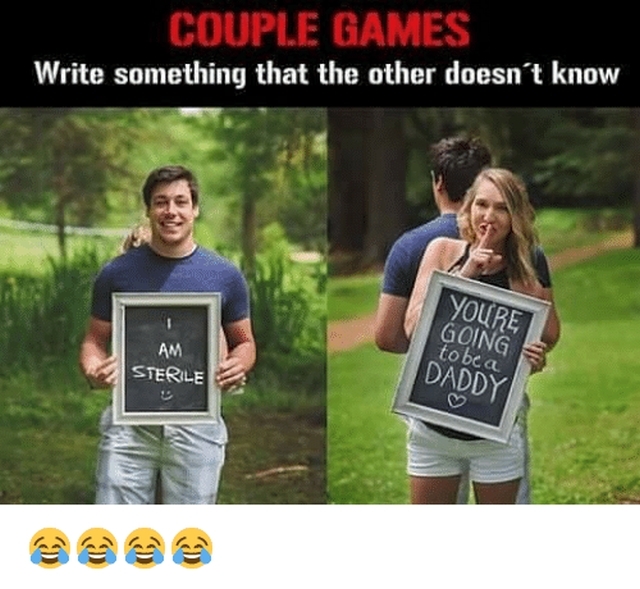 COUPLE GAMES
Write something that the other doesn´t know
I
AM
STERILE
YOU'RE
GOING
to be a
DADDY